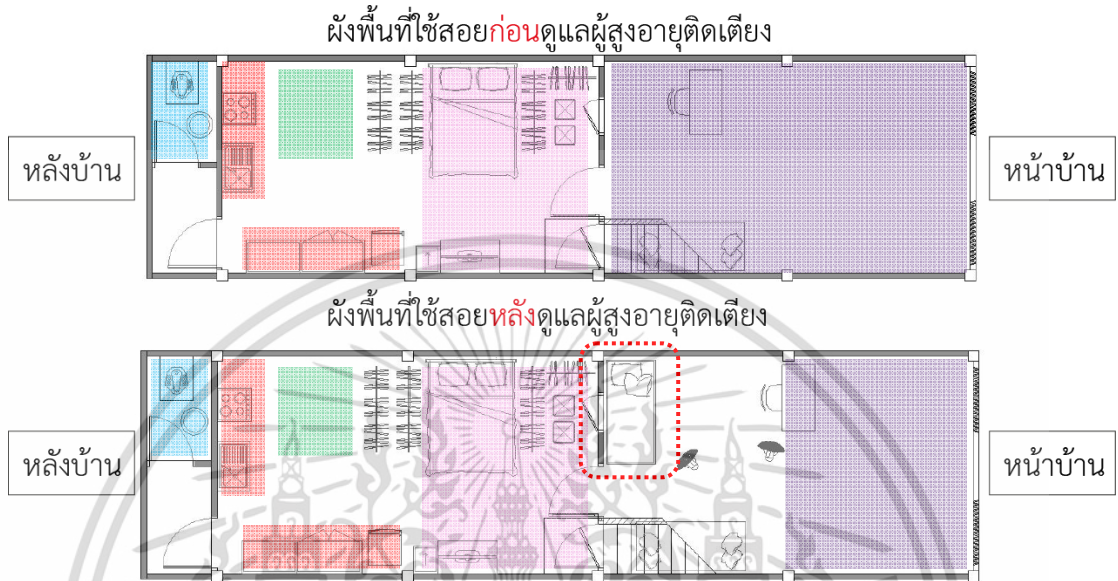 ผังพื้นที่ใช้สอยก่อนดูแลผู้สูงอายุติดเตียง
หลังบ้าน
หน้าบ้าน
ผังพื้นที่ใช้สอยหลังดูแลผู้สูงอายุติดเตียง
หลังบ้าน
หน้าบ้าน